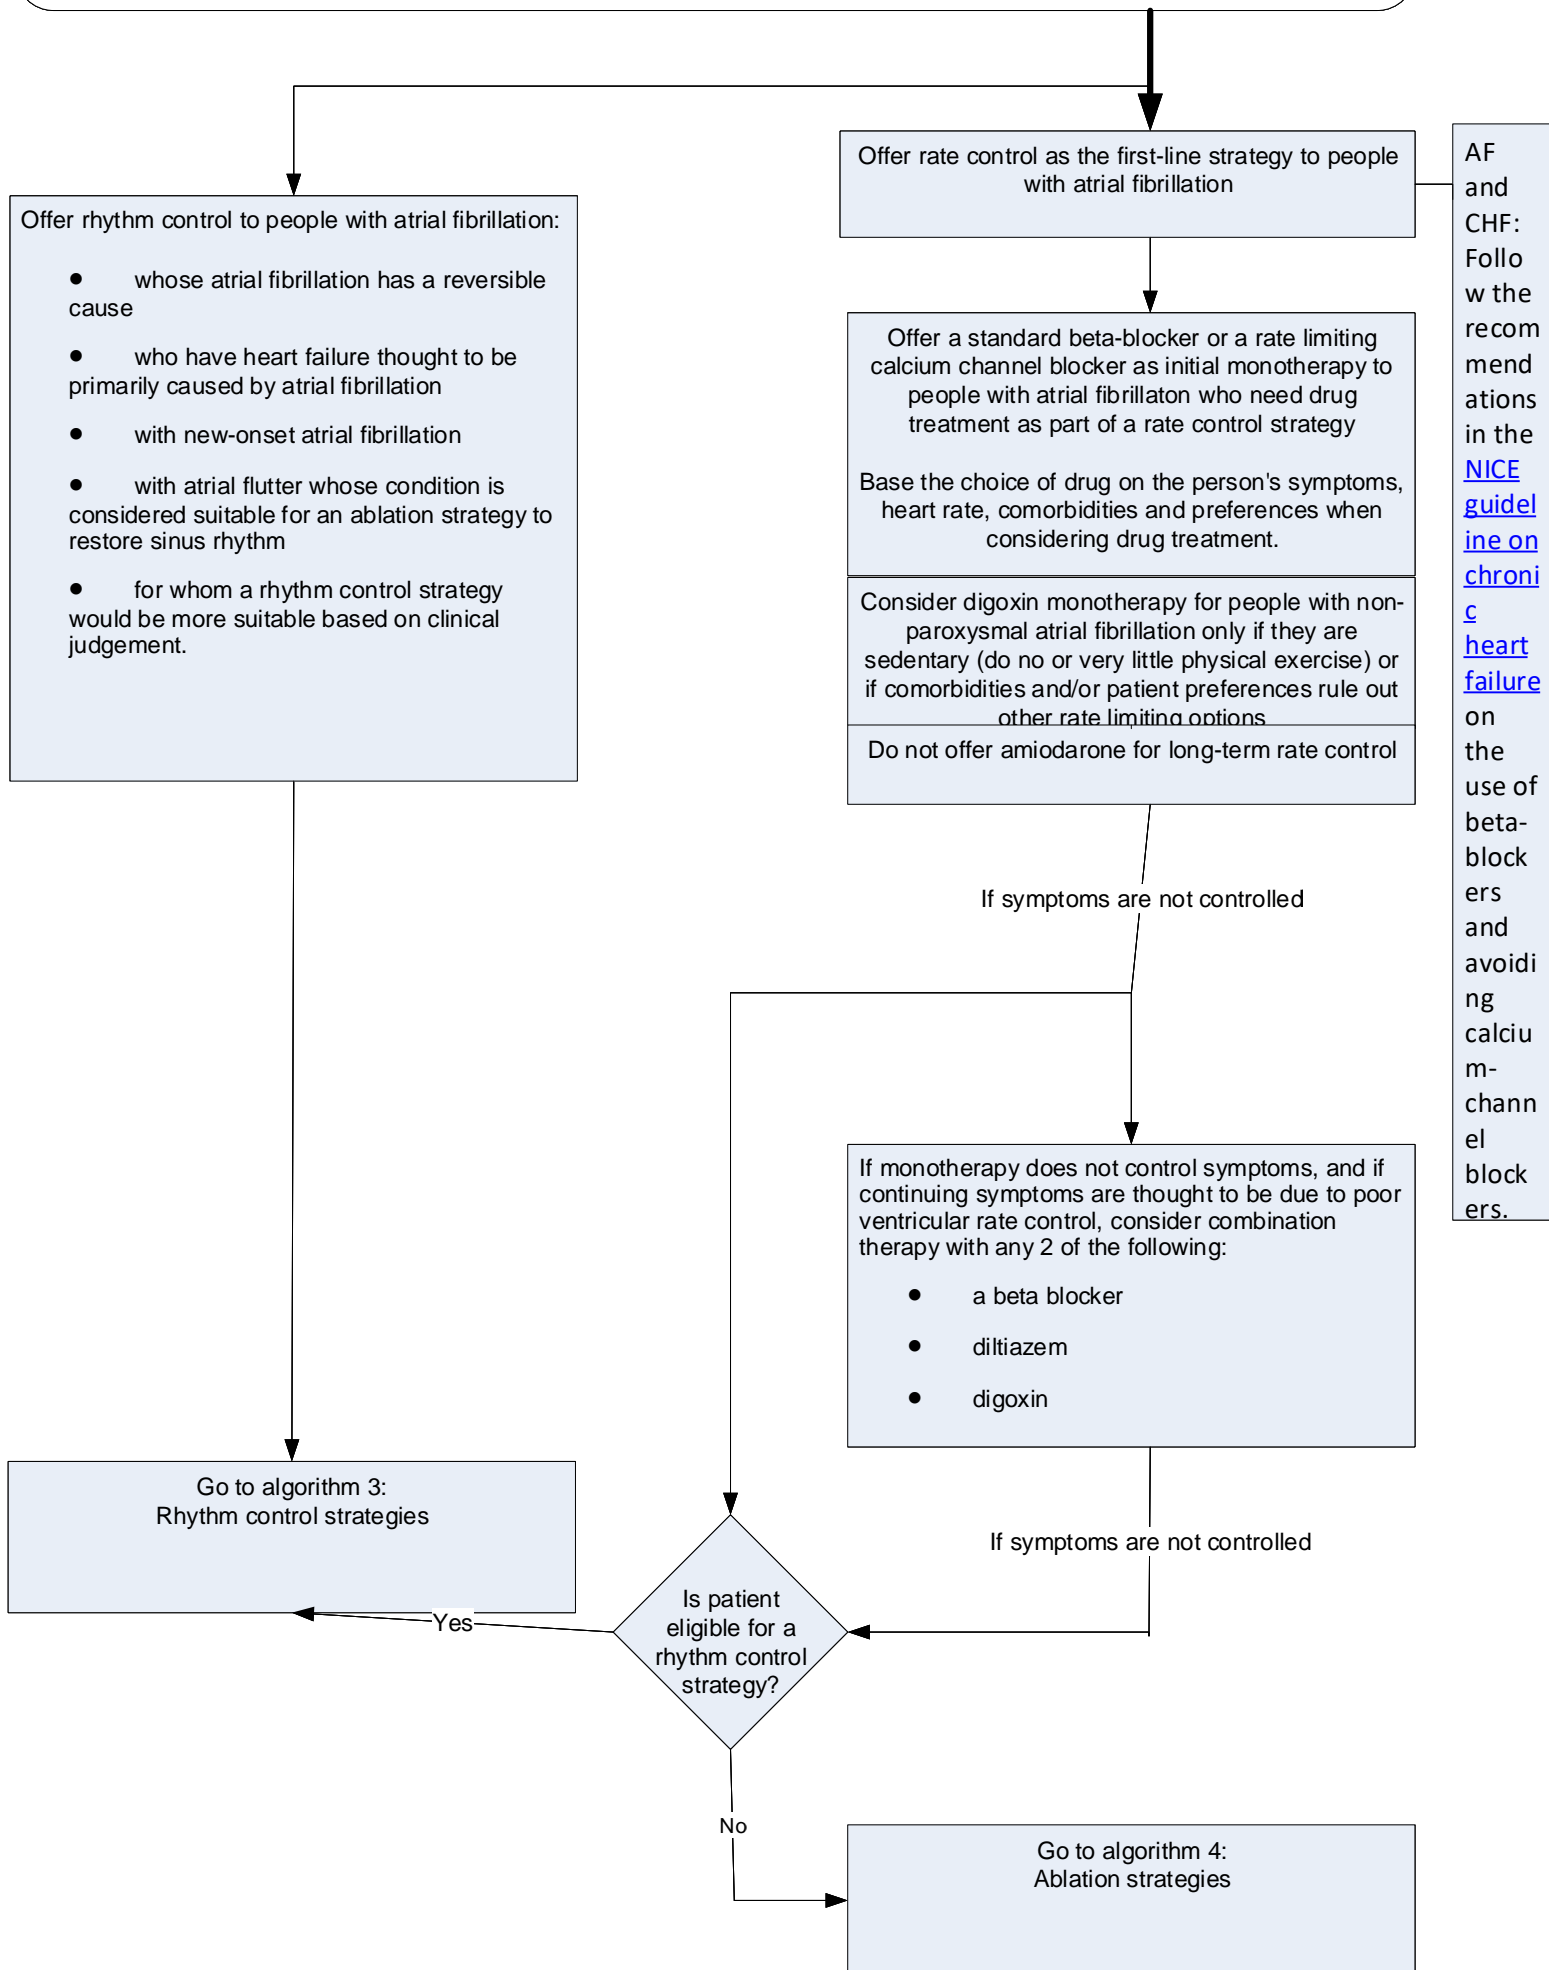 Offer rate control as the first-line strategy to people
with atrial fibrillation
AF
and
CHF:
Follo
w the
recom
mend
ations
in the
NICE
guidel
ine on
chroni
c
heart
failure
on
the
use of
beta-
block
ers
and
avoidi
ng
calciu
m-
chann
el
block
ers.
Offer rhythm control to people with atrial fibrillation:
● whose atrial fibrillation has a reversible
cause
● who have heart failure thought to be
primarily caused by atrial fibrillation
● with new-onset atrial fibrillation
● with atrial flutter whose condition is
considered suitable for an ablation strategy to
restore sinus rhythm
● for whom a rhythm control strategy
would be more suitable based on clinical
judgement.
Offer a standard beta-blocker or a rate limiting
calcium channel blocker as initial monotherapy to
people with atrial fibrillaton who need drug
treatment as part of a rate control strategy
Base the choice of drug on the person's symptoms,
heart rate, comorbidities and preferences when
considering drug treatment.
Consider digoxin monotherapy for people with non-
paroxysmal atrial fibrillation only if they are
sedentary (do no or very little physical exercise) or
if comorbidities and/or patient preferences rule out
other rate limiting options
Do not offer amiodarone for long-term rate control
If symptoms are not controlled
If monotherapy does not control symptoms, and if
continuing symptoms are thought to be due to poor
ventricular rate control, consider combination
therapy with any 2 of the following:
● a beta blocker
● diltiazem
● digoxin
Go to algorithm 3:
Rhythm control strategies
If symptoms are not controlled
Is patient
eligible for a
rhythm control
strategy?
Yes
No
Go to algorithm 4:
Ablation strategies